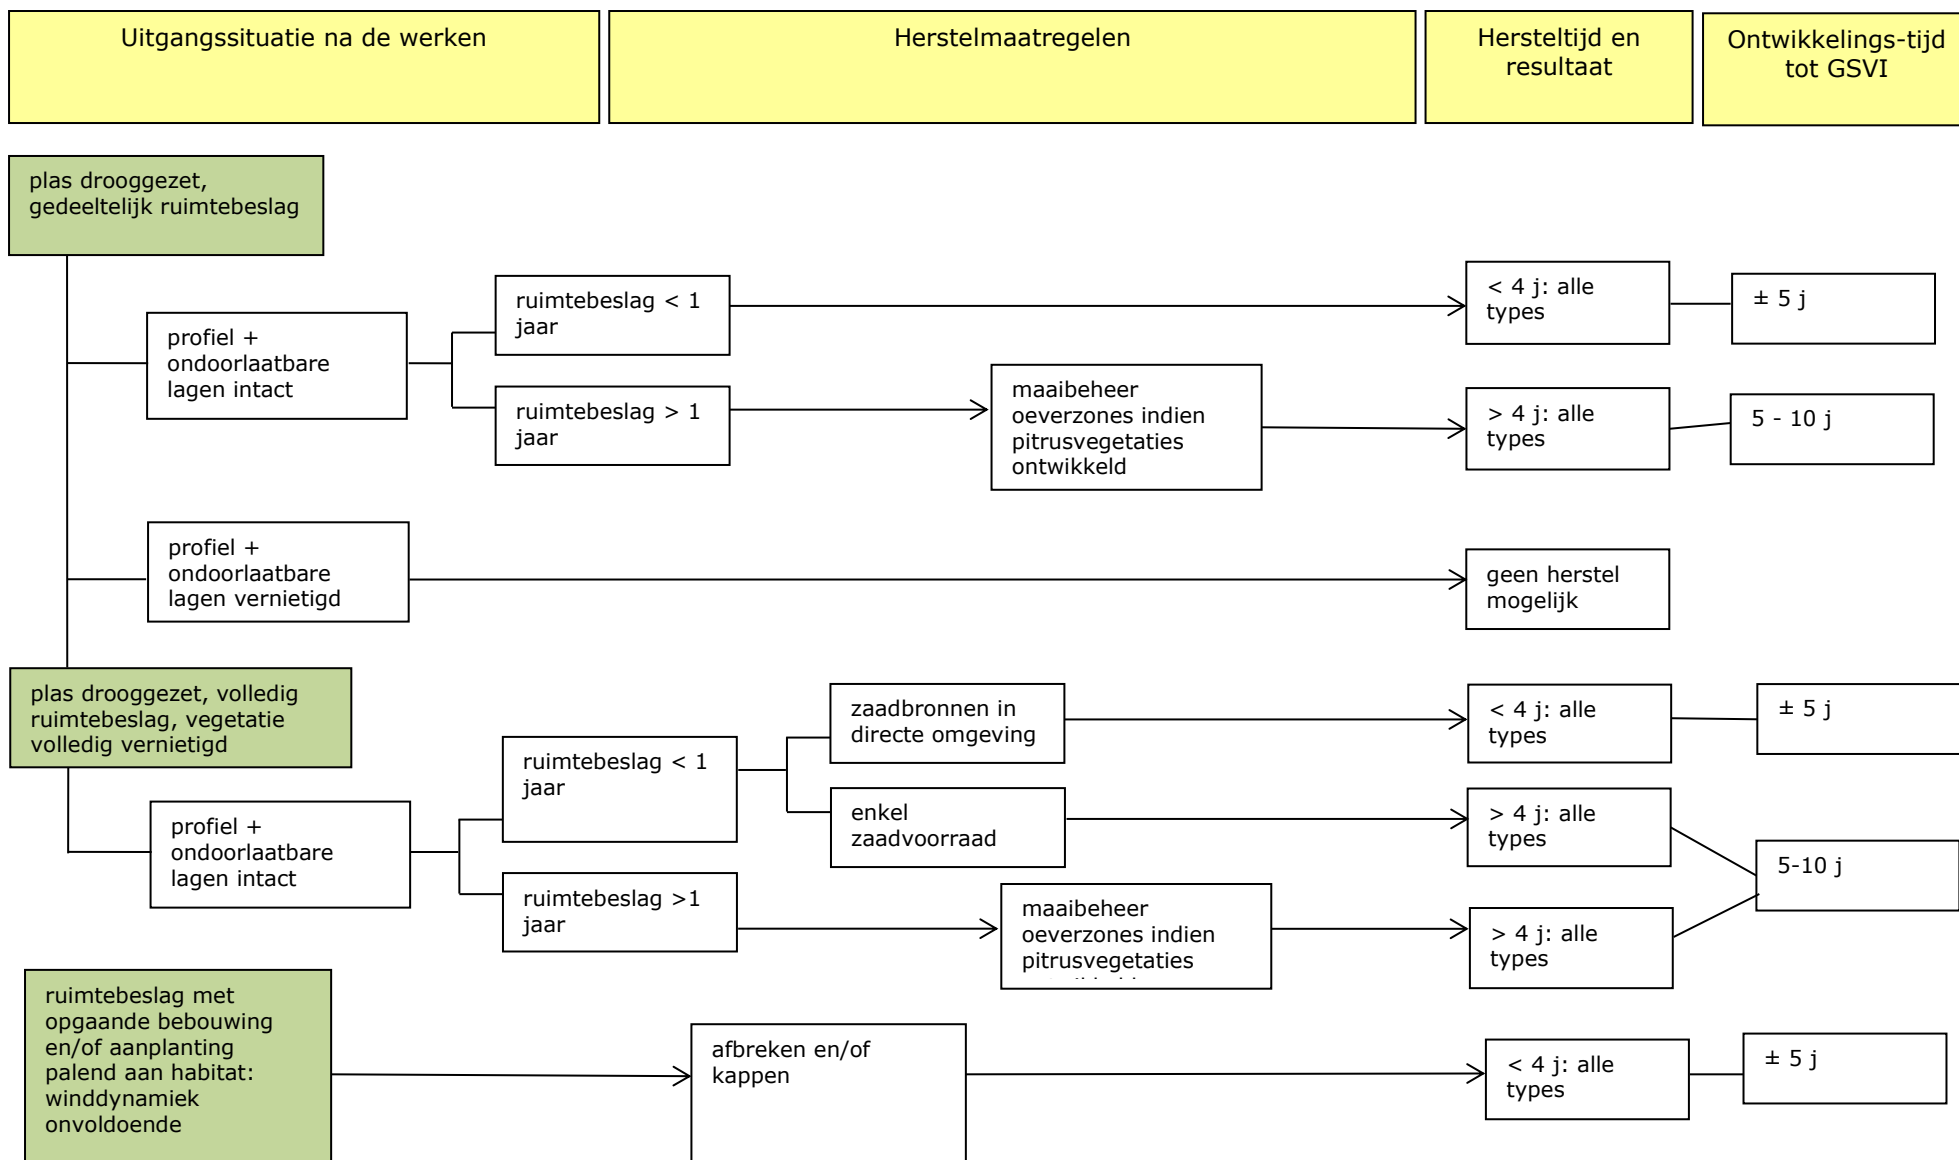 Uitgangssituatie na de werken
Herstelmaatregelen
Hersteltijd en
resultaat
Ontwikkelings-tijd
tot GSVI
plas drooggezet,
gedeeltelijk ruimtebeslag
profiel +
ondoorlaatbare
lagen intact
ruimtebeslag < 1
jaar
< 4 j: alle
types
± 5 j
ruimtebeslag > 1
jaar
maaibeheer
oeverzones indien
pitrusvegetaties
ontwikkeld
> 4 j: alle
types
5 - 10 j
profiel +
ondoorlaatbare
lagen vernietigd
geen herstel
mogelijk
plas drooggezet, volledig
ruimtebeslag, vegetatie
volledig vernietigd
profiel +
ondoorlaatbare
lagen intact
ruimtebeslag < 1
jaar
zaadbronnen in
directe omgeving
< 4 j: alle
types
± 5 j
enkel
zaadvoorraad
> 4 j: alle
types
5-10 j
ruimtebeslag >1
jaar
maaibeheer
oeverzones indien
pitrusvegetaties
> 4 j: alle
types
ruimtebeslag met
opgaande bebouwing
en/of aanplanting
palend aan habitat:
winddynamiek
onvoldoende
afbreken en/of
kappen
< 4 j: alle
types
± 5 j